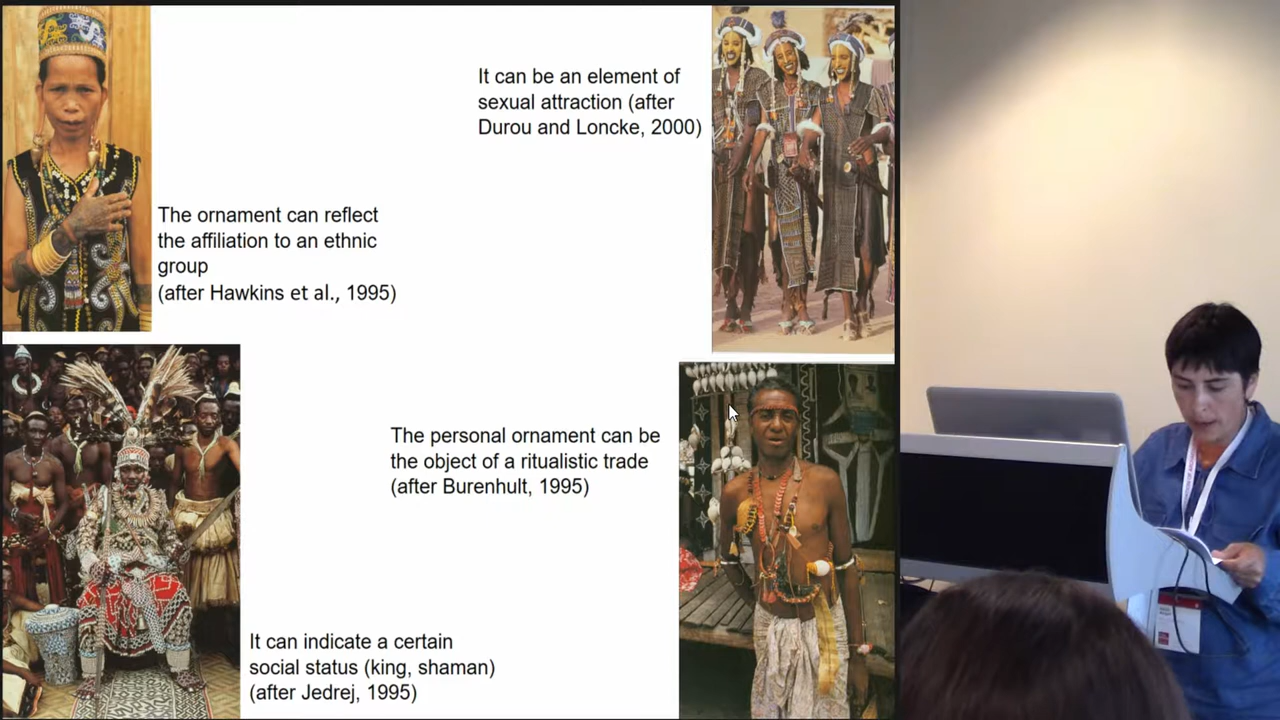 It can be an element of
sexual attraction (after
Durou and Loncke, 2000)
The ornament can reflect
the affiliation to an ethnic
group
(after Hawkins et al., 1995)
The personal ornament can be
the object of a ritualistic trade
(after Burenhult, 1995)
It can indicate a certain
social status (king, shaman)
(after Jedrej, 1995)